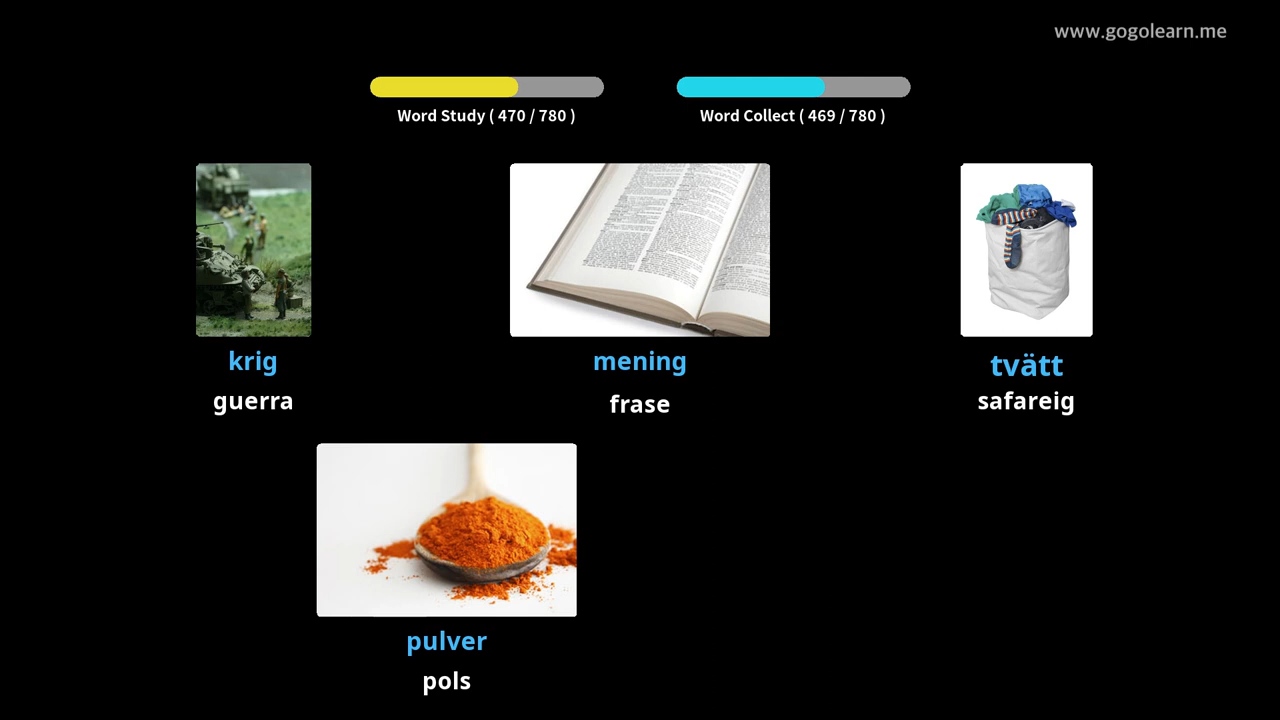 www.gogolearn.me
Word Study ( 470 / 780 )
Word Collect ( 469 / 780 )
krig
guerra
mening
frase
tvätt
safareig
pulver
pols